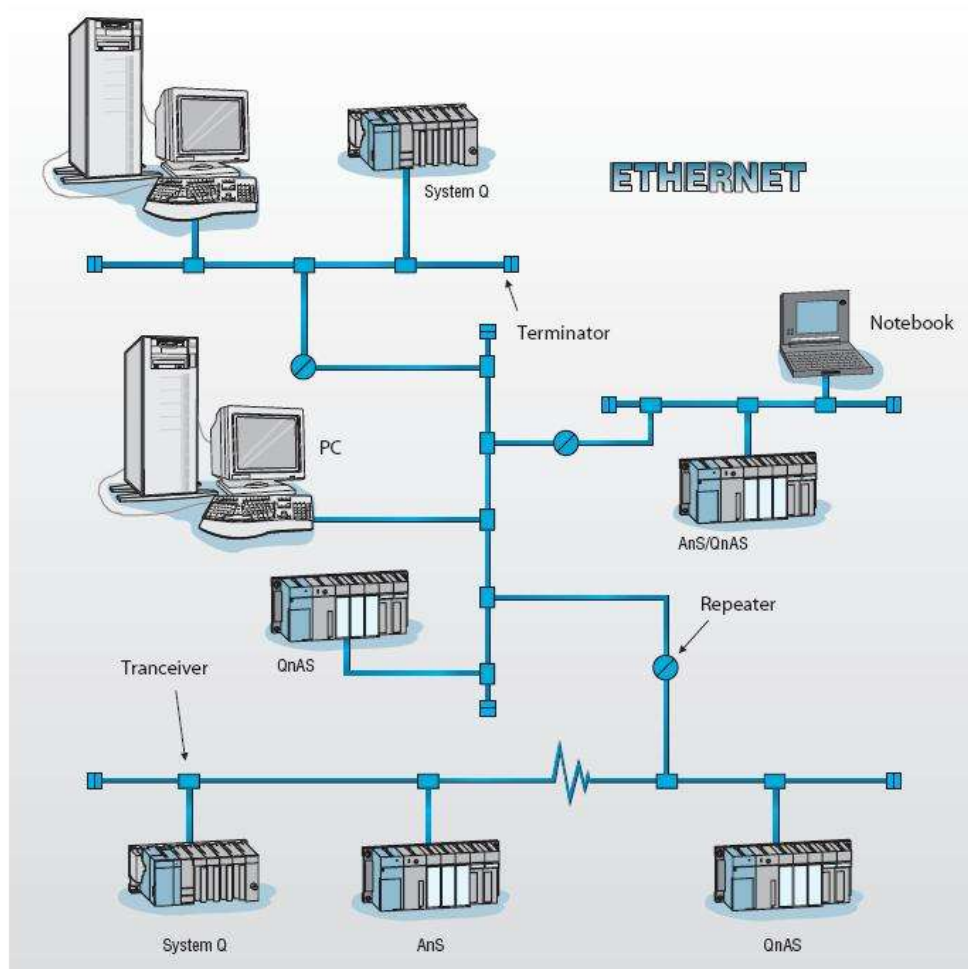 System Q
ETHERNET
Terminator
Notebook
PC
AnS/QnAS
Repeater
QnAS
Tranceiver
System Q
AnS
QnAS